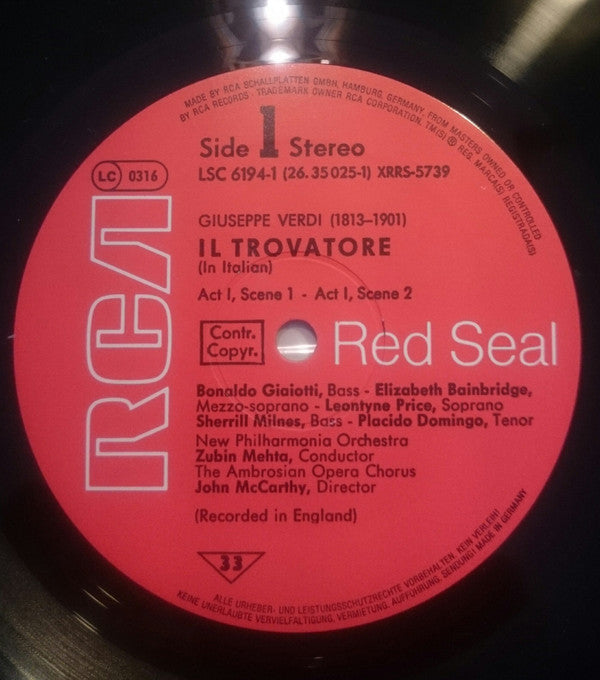 MADE BY RCA SCHALLPLATTEN GMBH, HAMBURG, GERMANY, FROM MASTERS OWNED OR CONTROLLED
BY RCA RECORDS. TRADEMARK OWNER RCA CORPORATION. TM(S) ® REG. MARCA(S) REGISTRADA(S)
Side 1 Stereo
LSC 6194-1 (26.35025-1) XRRS-5739
LC 0316
GIUSEPPE VERDI (1813–1901)
IL TROVATORE
(In Italian)
Act I, Scene 1 - Act I, Scene 2
RCA
Contr.
Copyr.
Red Seal
Bonaldo Giaiotti, Bass - Elizabeth Bainbridge,
Mezzo-soprano - Leontyne Price, Soprano
Sherrill Milnes, Bass - Placido Domingo, Tenor
New Philharmonia Orchestra
Zubin Mehta, Conductor
The Ambrosian Opera Chorus
John McCarthy, Director
(Recorded in England)
33
ALLE URHEBER- UND LEISTUNGSSCHUTZRECHTE VORBEHALTEN. KEIN VERLEIH!
KEINE UNERLAUBTE VERVIELFÄLTIGUNG, VERMIETUNG, AUFFÜHRUNG, SENDUNG! MADE IN GERMANY